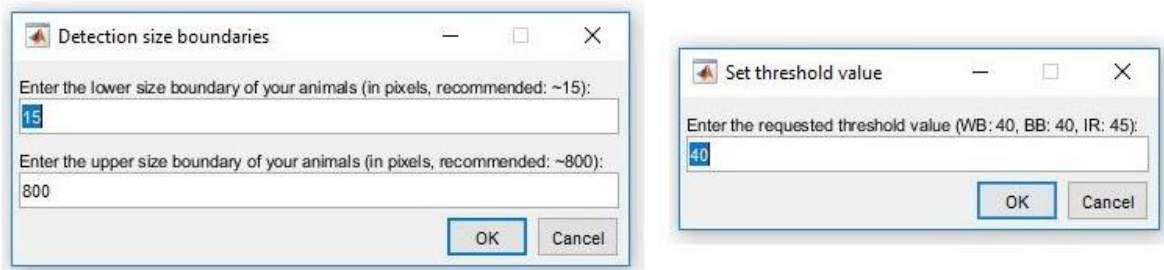 Detection size boundaries
Enter the lower size boundary of your animals (in pixels, recommended: ~15):
15
Enter the upper size boundary of your animals (in pixels, recommended: ~800):
800
OK Cancel
Set threshold value
Enter the requested threshold value (WB: 40, BB: 40, IR: 45):
40
OK Cancel